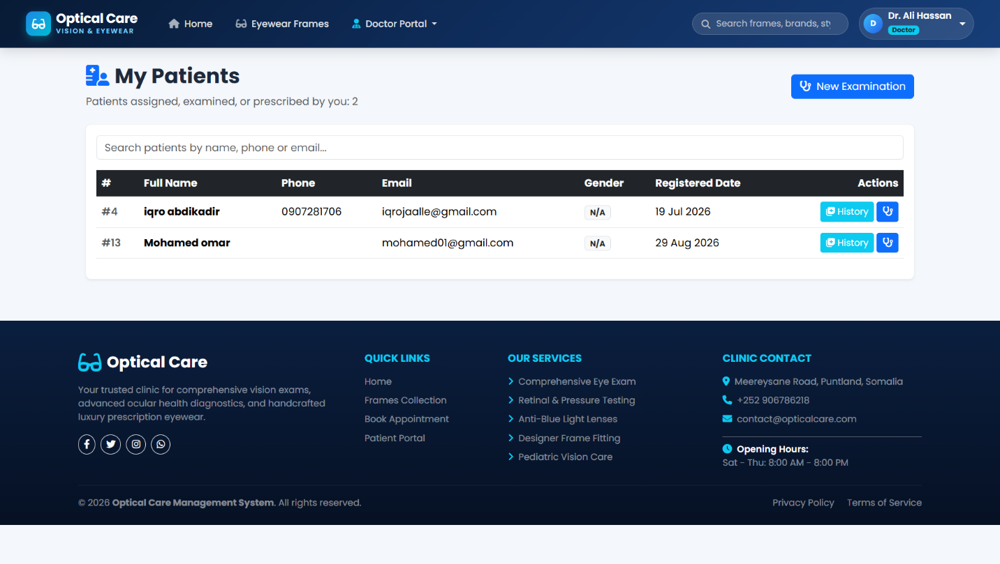 Optical Care
VISION & EYEWEAR
Home
Eyewear Frames
Doctor Portal
Search frames, brands, sty
D
Dr. Ali Hassan
Doctor
My Patients
Patients assigned, examined, or prescribed by you: 2
New Examination
Search patients by name, phone or email...
# Full Name Phone Email Gender Registered Date Actions
#4 iqro abdikadir 0907281706 iqrojaalle@gmail.com N/A 19 Jul 2026 History
#13 Mohamed omar mohamed01@gmail.com N/A 29 Aug 2026 History
Optical Care
Your trusted clinic for comprehensive vision exams,
advanced ocular health diagnostics, and handcrafted
luxury prescription eyewear.
QUICK LINKS
Home
Frames Collection
Book Appointment
Patient Portal
OUR SERVICES
Comprehensive Eye Exam
Retinal & Pressure Testing
Anti-Blue Light Lenses
Designer Frame Fitting
Pediatric Vision Care
CLINIC CONTACT
Meereysane Road, Puntland, Somalia
+252 906786218
contact@opticalcare.com
Opening Hours:
Sat - Thu: 8:00 AM - 8:00 PM
© 2026 Optical Care Management System. All rights reserved.
Privacy Policy
Terms of Service